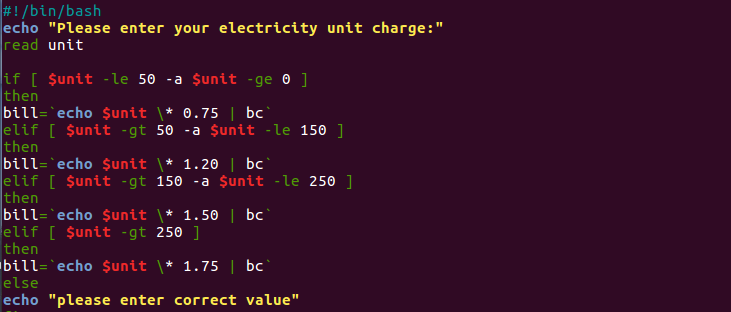 #!/bin/bash
echo "Please enter your electricity unit charge:"
read unit

if [ $unit -le 50 -a $unit -ge 0 ]
then
bill=`echo $unit \* 0.75 | bc`
elif [ $unit -gt 50 -a $unit -le 150 ]
then
bill=`echo $unit \* 1.20 | bc`
elif [ $unit -gt 150 -a $unit -le 250 ]
then
bill=`echo $unit \* 1.50 | bc`
elif [ $unit -gt 250 ]
then
bill=`echo $unit \* 1.75 | bc`
else
echo "please enter correct value"